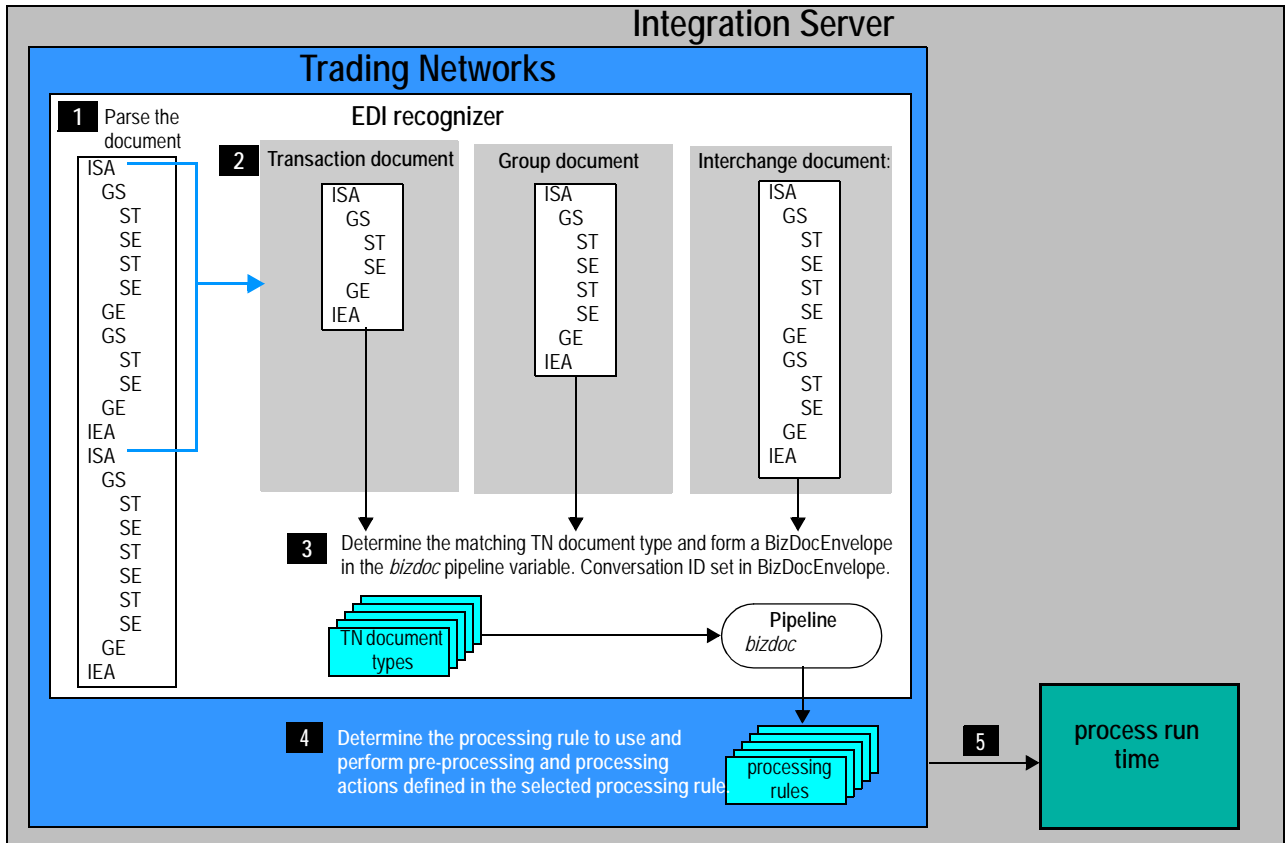 Integration Server
Trading Networks
EDI recognizer
1 Parse the
document
ISA
GS
ST
SE
ST
SE
GE
GS
ST
SE
GE
IEA
ISA
GS
ST
SE
ST
SE
ST
SE
GE
IEA
2 Transaction document
ISA
GS
ST
SE
GE
IEA
Group document
ISA
GS
ST
SE
ST
SE
GE
IEA
Interchange document:
ISA
GS
ST
SE
ST
SE
GE
GS
ST
SE
GE
IEA
3 Determine the matching TN document type and form a BizDocEnvelope
in the bizdoc pipeline variable. Conversation ID set in BizDocEnvelope.
TN document
types
Pipeline
bizdoc
4 Determine the processing rule to use and
perform pre-processing and processing
actions defined in the selected processing rule.
processing
rules
5
process run
time